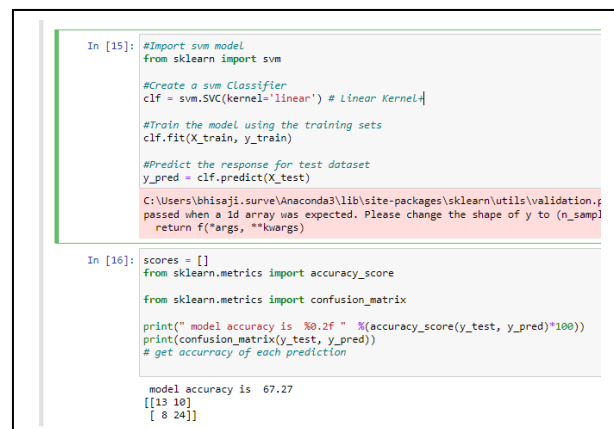 In [15]: #Import svm model
from sklearn import svm
#Create a svm Classifier
clf = svm.SVC(kernel='linear') # Linear Kernel+
#Train the model using the training sets
clf.fit(X_train, y_train)
#Predict the response for test dataset
y_pred = clf.predict(X_test)
C:\Users\bhisaji.surve\Anaconda3\lib\site-packages\sklearn\utils\validation.p
passed when a 1d array was expected. Please change the shape of y to (n_sampl
return f(*args, **kwargs)
In [16]: scores = []
from sklearn.metrics import accuracy_score
from sklearn.metrics import confusion_matrix
print(" model accuracy is  %0.2f "  %(accuracy_score(y_test, y_pred)*100))
print(confusion_matrix(y_test, y_pred))
# get accurracy of each prediction
model accuracy is  67.27
[[13 10]
[ 8 24]]